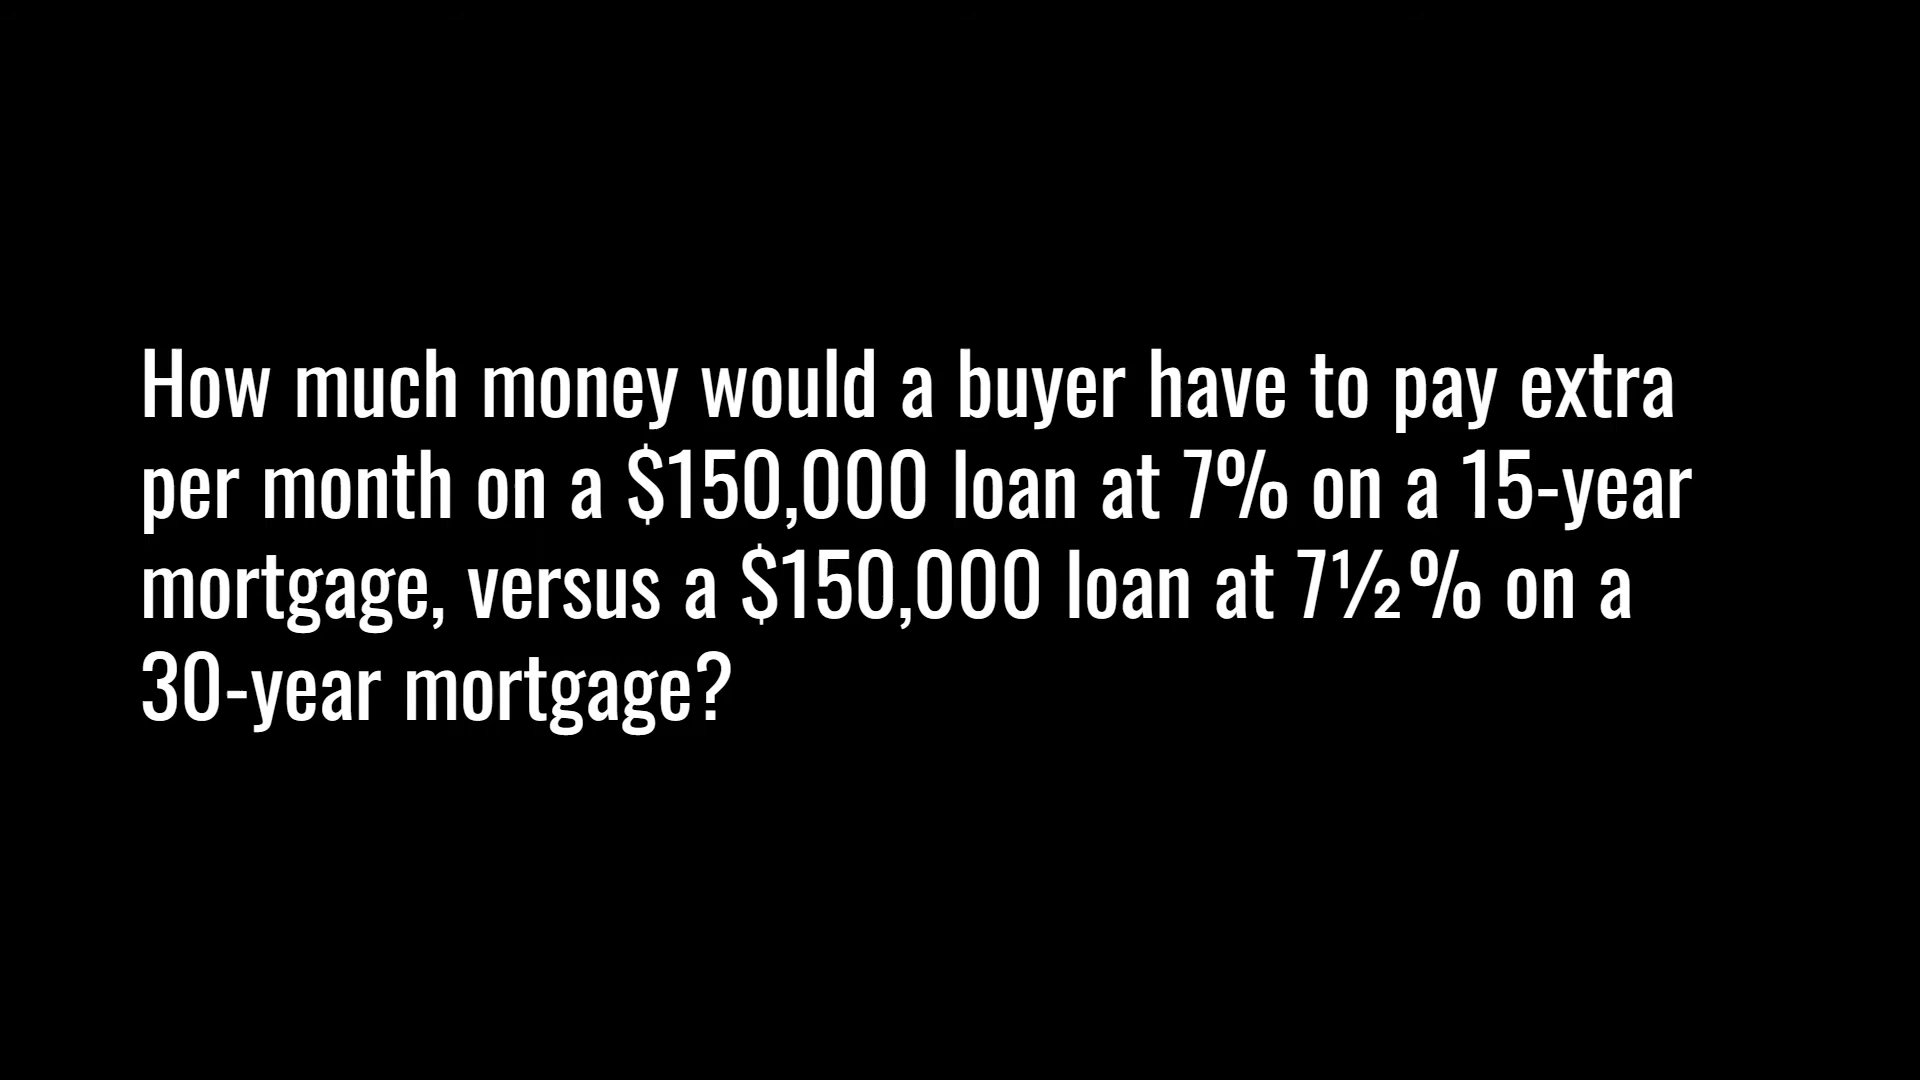 How much money would a buyer have to pay extra
per month on a $150,000 loan at 7% on a 15-year
mortgage, versus a $150,000 loan at 7½% on a
30-year mortgage?